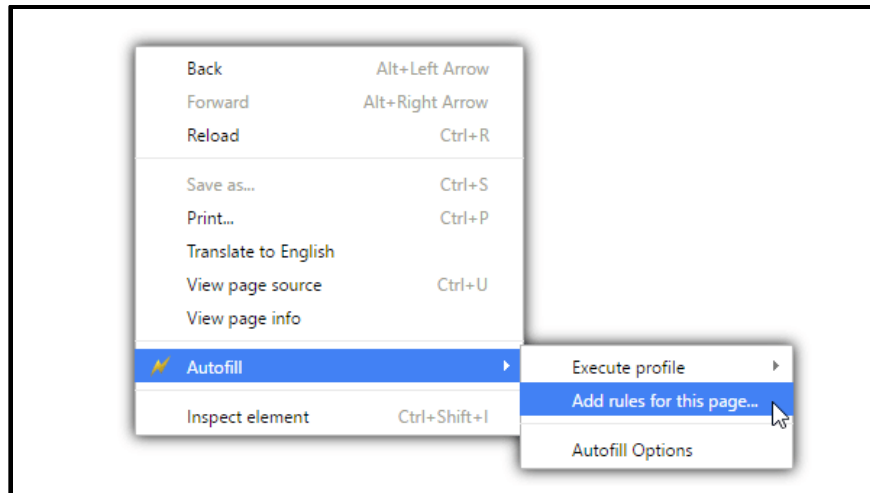 Back Alt+Left Arrow
Forward Alt+Right Arrow
Reload Ctrl+R
Save as... Ctrl+S
Print... Ctrl+P
Translate to English
View page source Ctrl+U
View page info
Autofill
Execute profile
Add rules for this page...
Inspect element Ctrl+Shift+I
Autofill Options